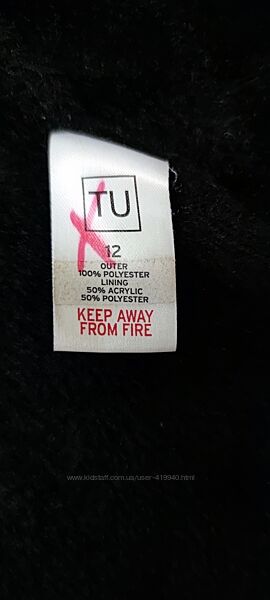 TU
12
OUTER
100% POLYESTER
LINING
50% ACRYLIC
50% POLYESTER
KEEP AWAY
FROM FIRE
www.kidstaff.com.ua/user-419940.html